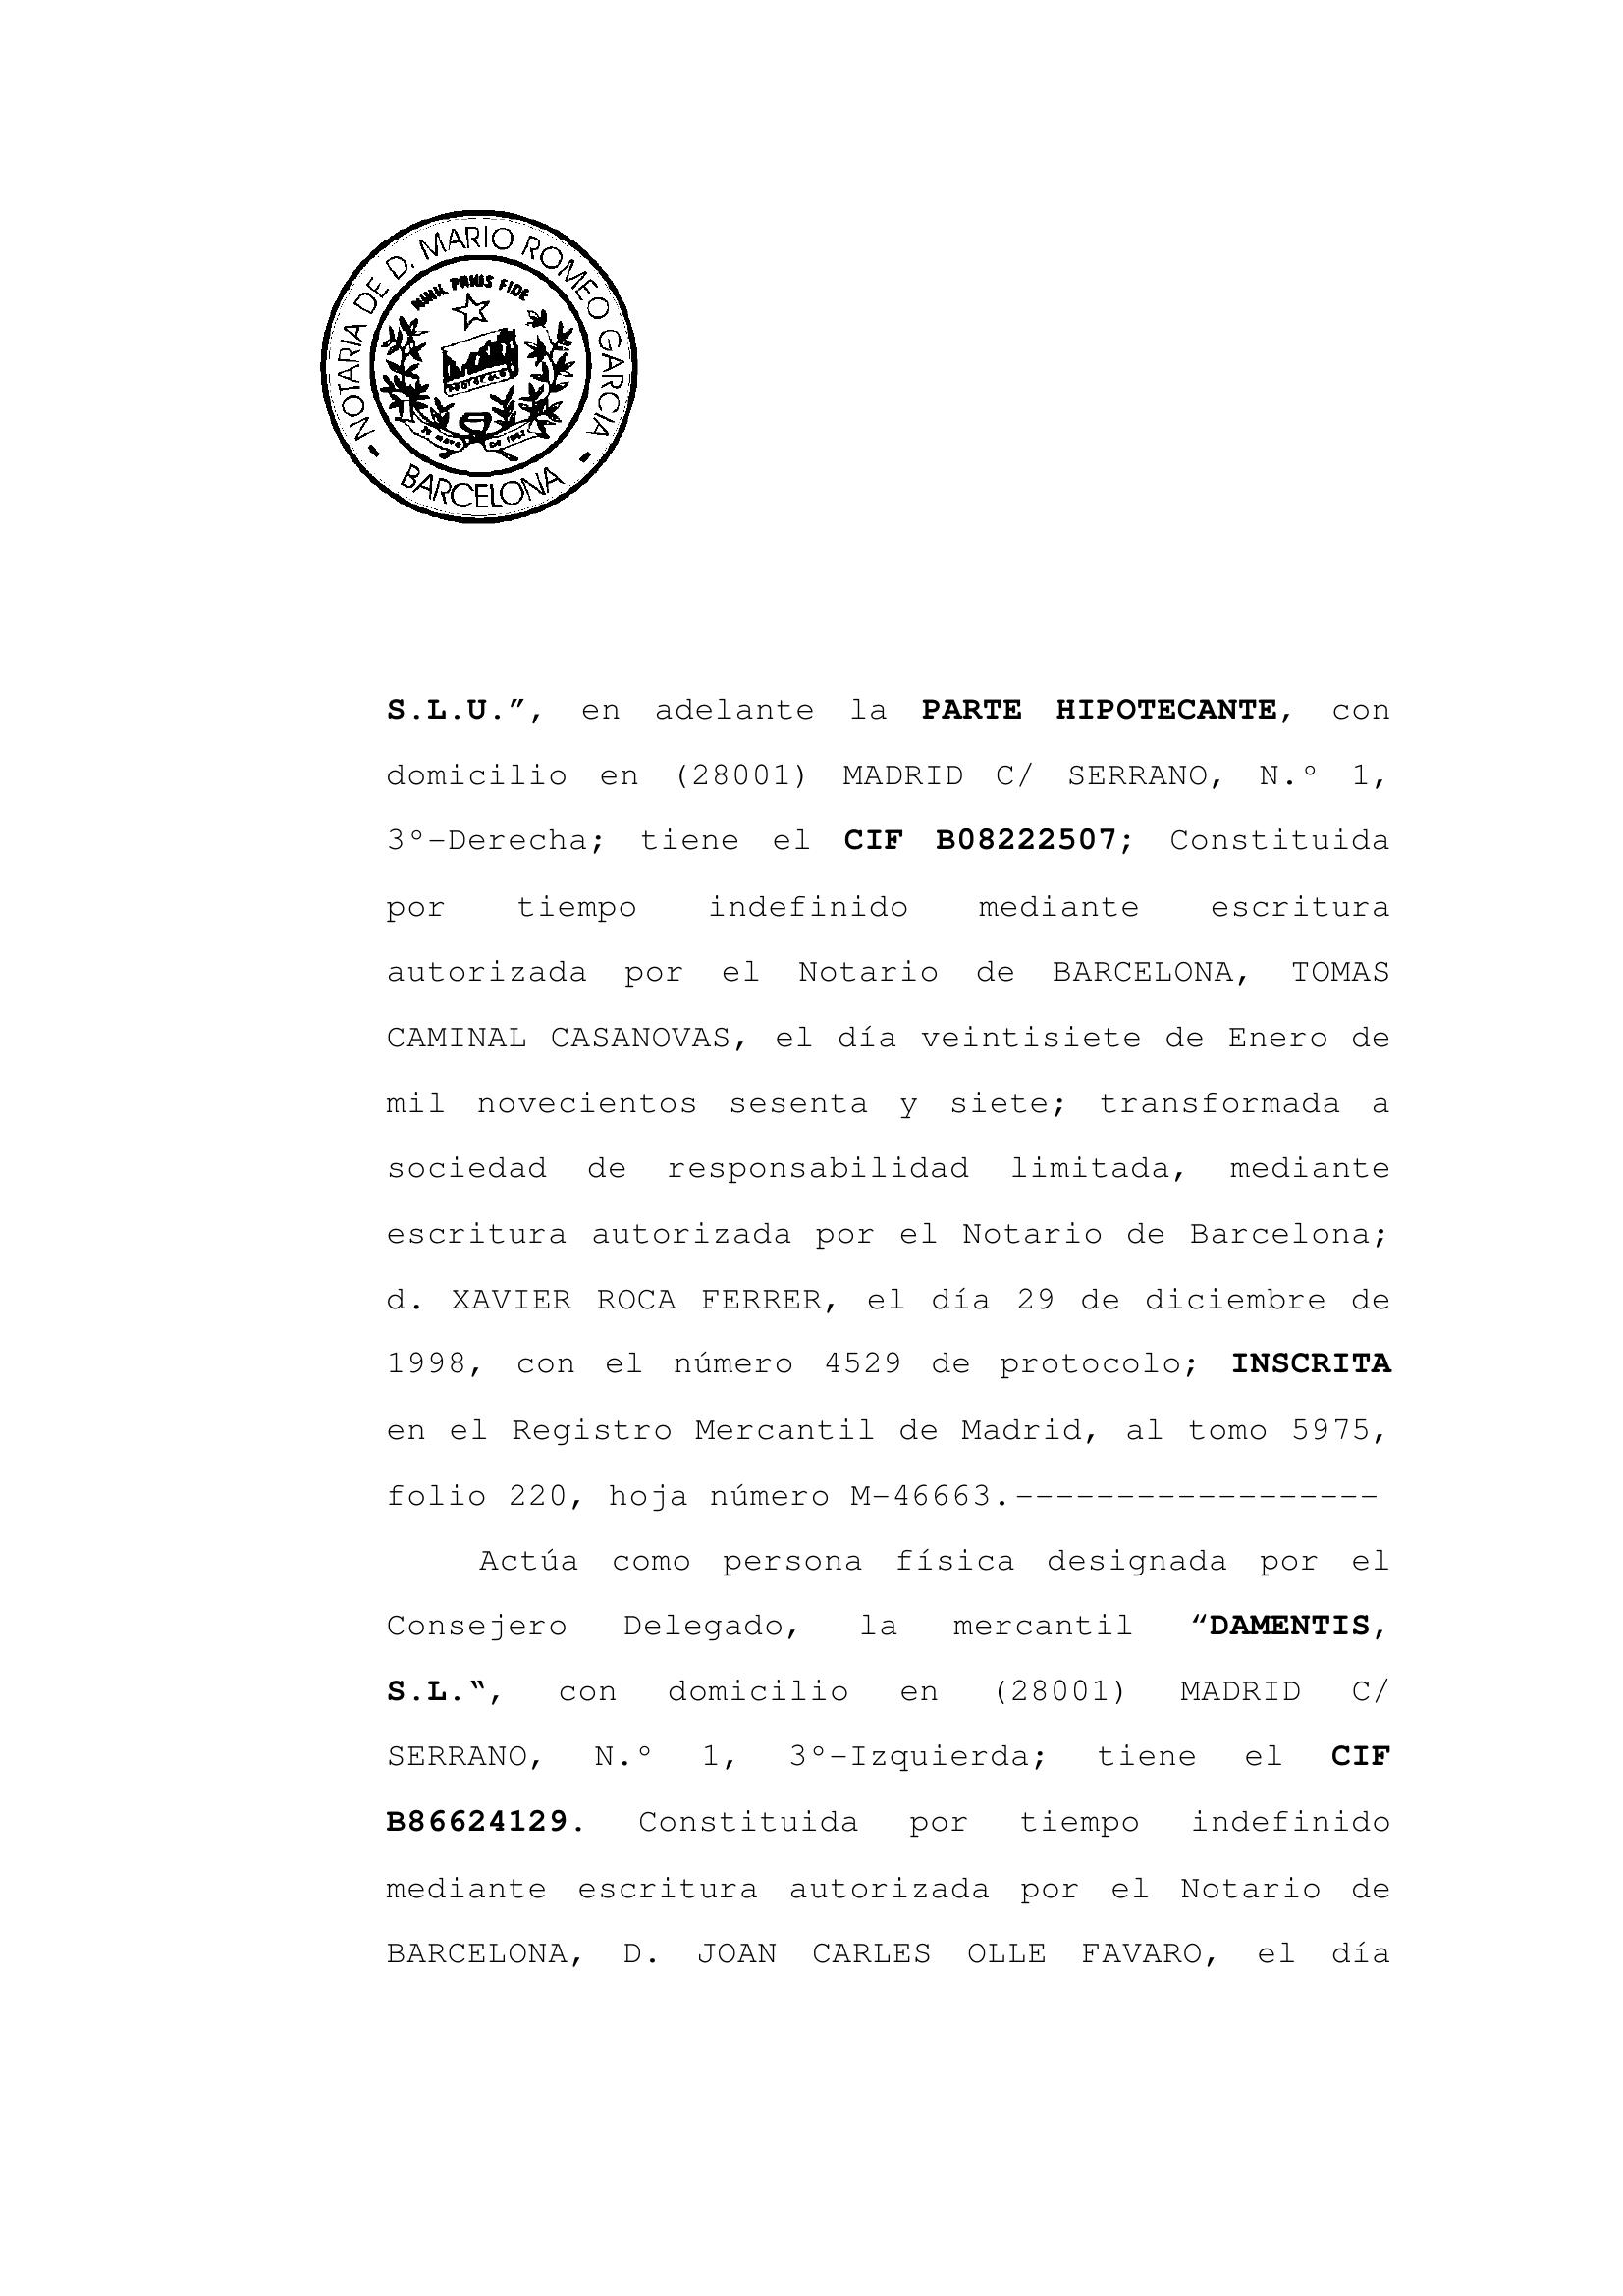 NOTARIA DE D. MARIO ROMEO GARCIA
BARCELONA
S.L.U.”, en adelante la PARTE HIPOTECANTE, con
domicilio en (28001) MADRID C/ SERRANO, N.º 1,
3º-Derecha; tiene el CIF B08222507; Constituida
por tiempo indefinido mediante escritura
autorizada por el Notario de BARCELONA, TOMAS
CAMINAL CASANOVAS, el día veintisiete de Enero de
mil novecientos sesenta y siete; transformada a
sociedad de responsabilidad limitada, mediante
escritura autorizada por el Notario de Barcelona;
d. XAVIER ROCA FERRER, el día 29 de diciembre de
1998, con el número 4529 de protocolo; INSCRITA
en el Registro Mercantil de Madrid, al tomo 5975,
folio 220, hoja número M-46663.------------------
Actúa como persona física designada por el
Consejero Delegado, la mercantil “DAMENTIS,
S.L.“, con domicilio en (28001) MADRID C/
SERRANO, N.º 1, 3º-Izquierda; tiene el CIF
B86624129. Constituida por tiempo indefinido
mediante escritura autorizada por el Notario de
BARCELONA, D. JOAN CARLES OLLE FAVARO, el día